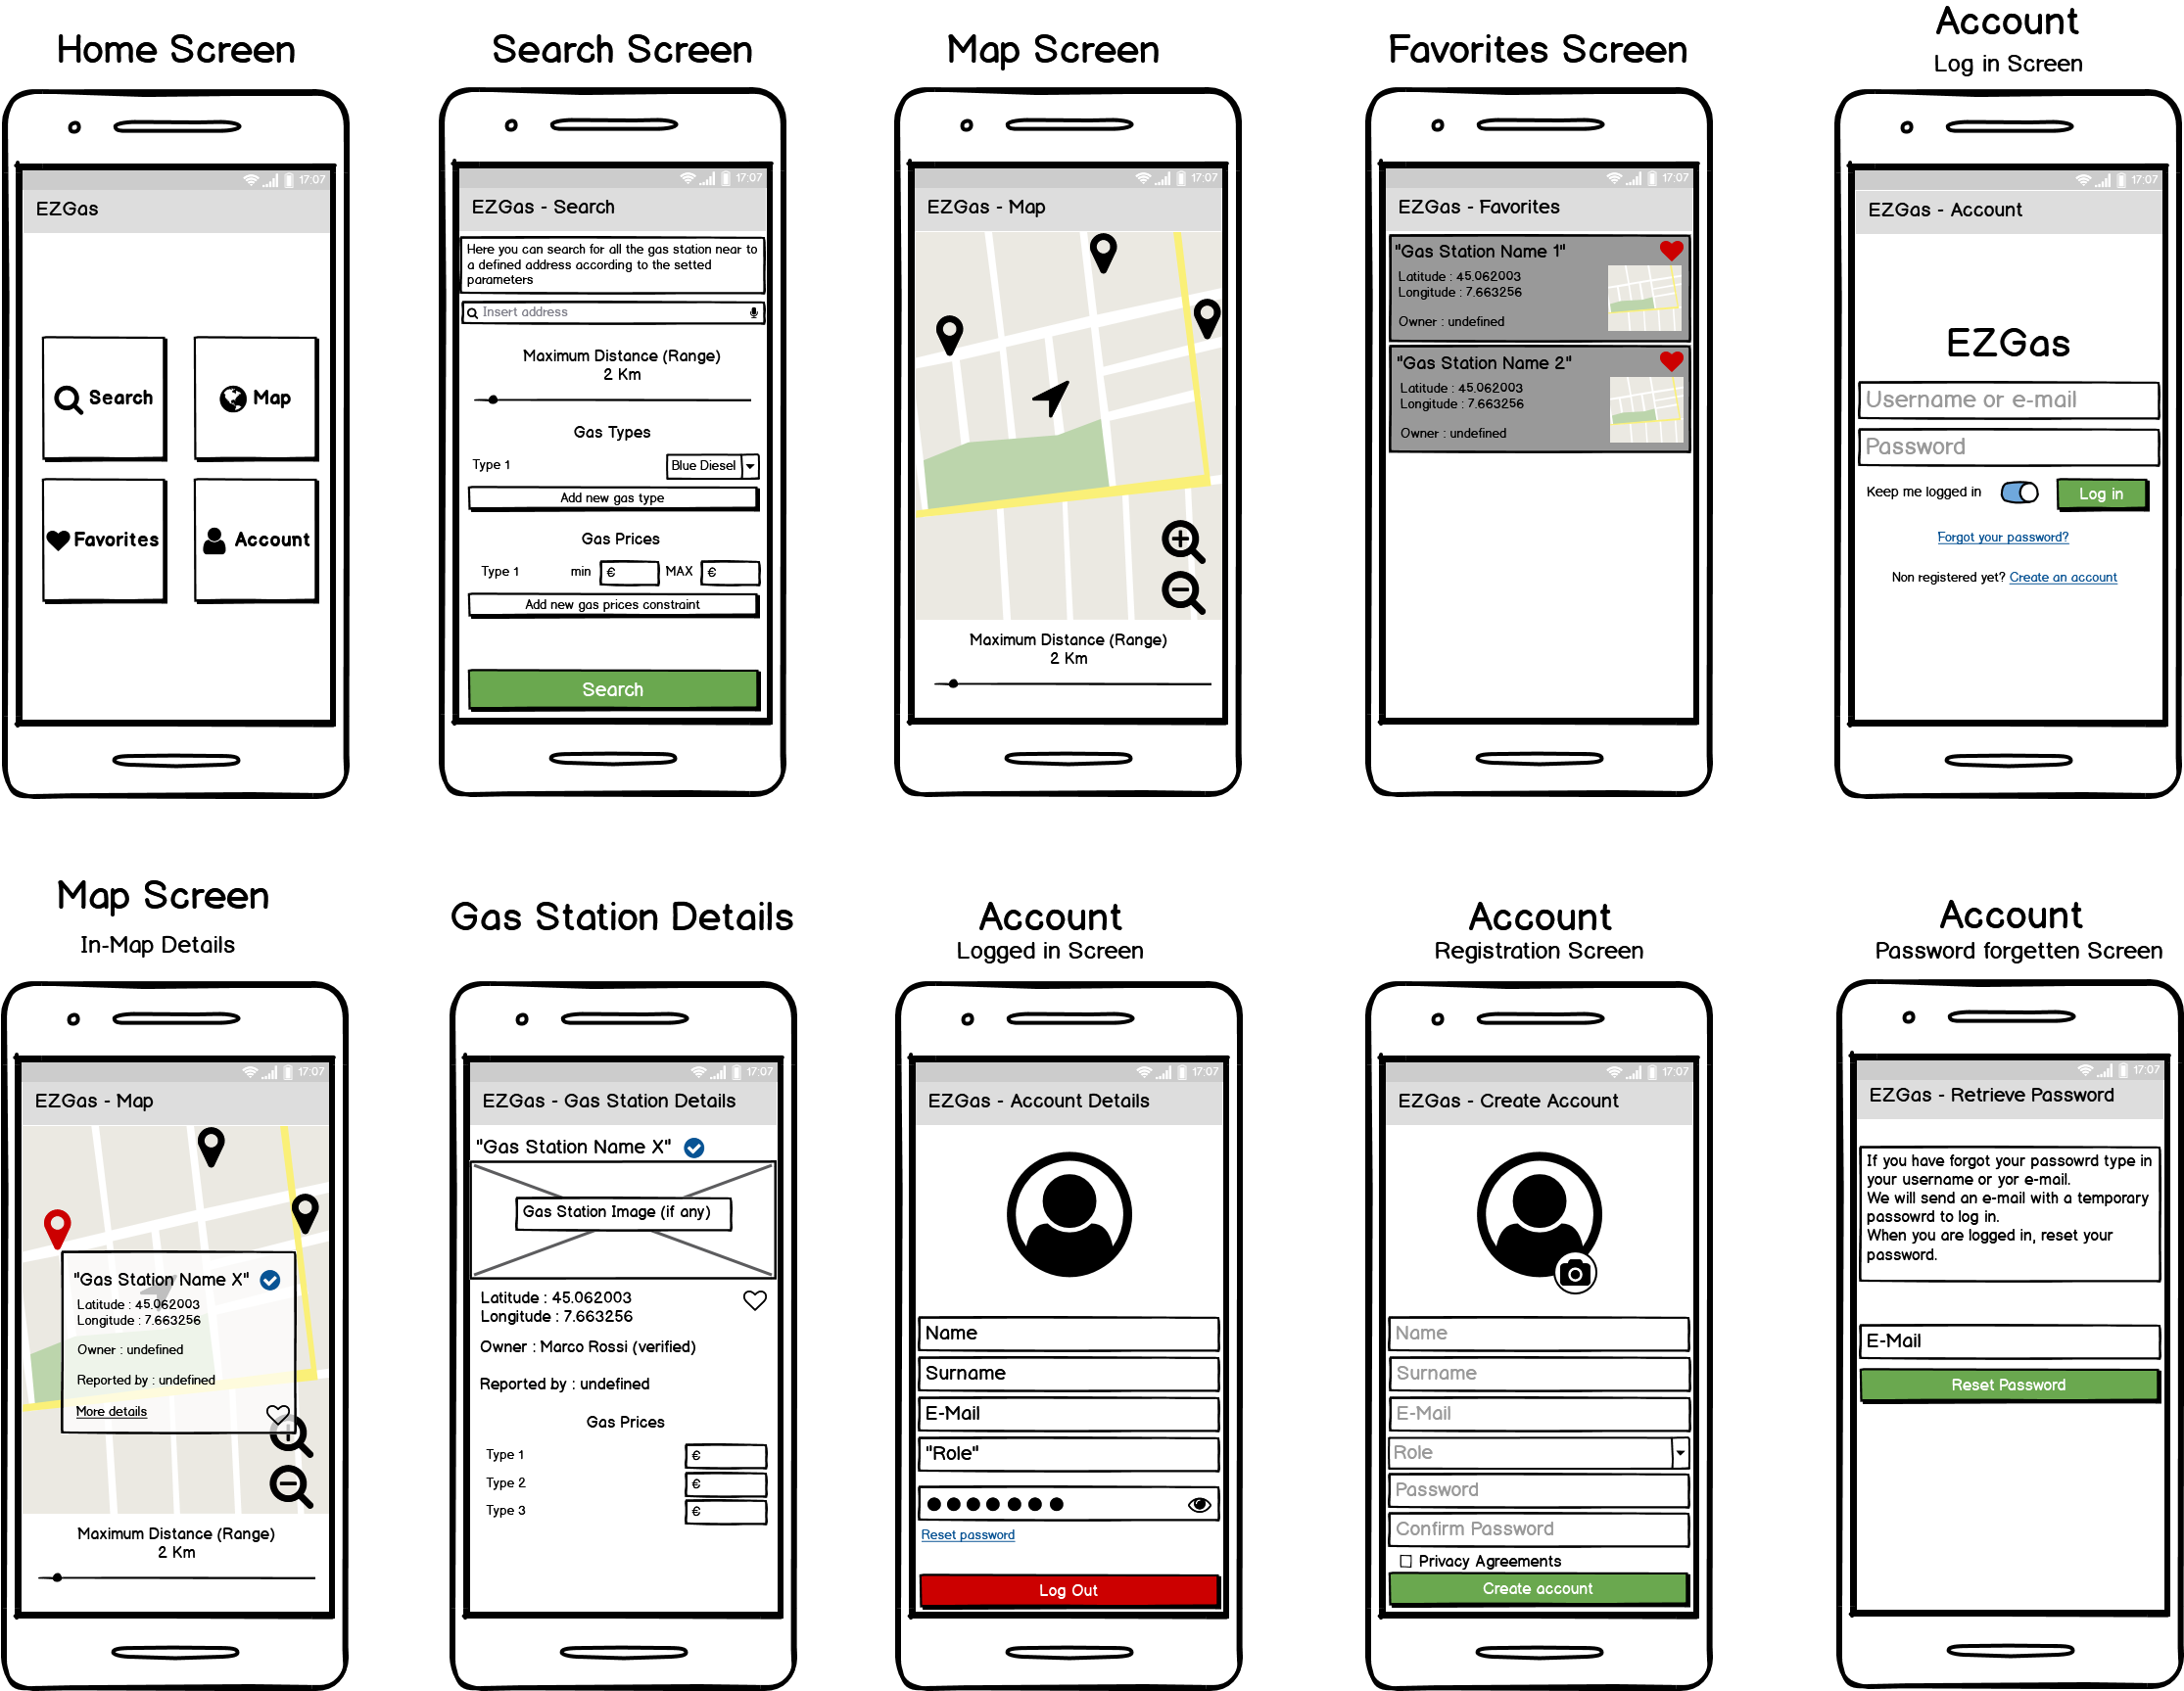 Home Screen
17:07
EZGas
Search
Map
Favorites
Account
Search Screen
17:07
EZGas - Search
Here you can search for all the gas station near to
a defined address according to the setted
parameters
Insert address
Maximum Distance (Range)
2 Km
Gas Types
Type 1
Blue Diesel
Add new gas type
Gas Prices
Type 1 min € MAX €
Add new gas prices constraint
Search
Map Screen
17:07
EZGas - Map
Maximum Distance (Range)
2 Km
Favorites Screen
17:07
EZGas - Favorites
"Gas Station Name 1"
Latitude : 45.062003
Longitude : 7.663256
Owner : undefined
"Gas Station Name 2"
Latitude : 45.062003
Longitude : 7.663256
Owner : undefined
Account
Log in Screen
17:07
EZGas - Account
EZGas
Username or e-mail
Password
Keep me logged in
Log in
Forgot your password?
Non registered yet? Create an account
Map Screen
In-Map Details
17:07
EZGas - Map
"Gas Station Name X"
Latitude : 45.062003
Longitude : 7.663256
Owner : undefined
Reported by : undefined
More details
Maximum Distance (Range)
2 Km
Gas Station Details
17:07
EZGas - Gas Station Details
"Gas Station Name X"
Gas Station Image (if any)
Latitude : 45.062003
Longitude : 7.663256
Owner : Marco Rossi (verified)
Reported by : undefined
Gas Prices
Type 1 €
Type 2 €
Type 3 €
Account
Logged in Screen
17:07
EZGas - Account Details
Name
Surname
E-Mail
"Role"
Reset password
Log Out
Account
Registration Screen
17:07
EZGas - Create Account
Name
Surname
E-Mail
Role
Password
Confirm Password
Privacy Agreements
Create account
Account
Password forgetten Screen
17:07
EZGas - Retrieve Password
If you have forgot your passowrd type in
your username or yor e-mail.
We will send an e-mail with a temporary
passowrd to log in.
When you are logged in, reset your
password.
E-Mail
Reset Password